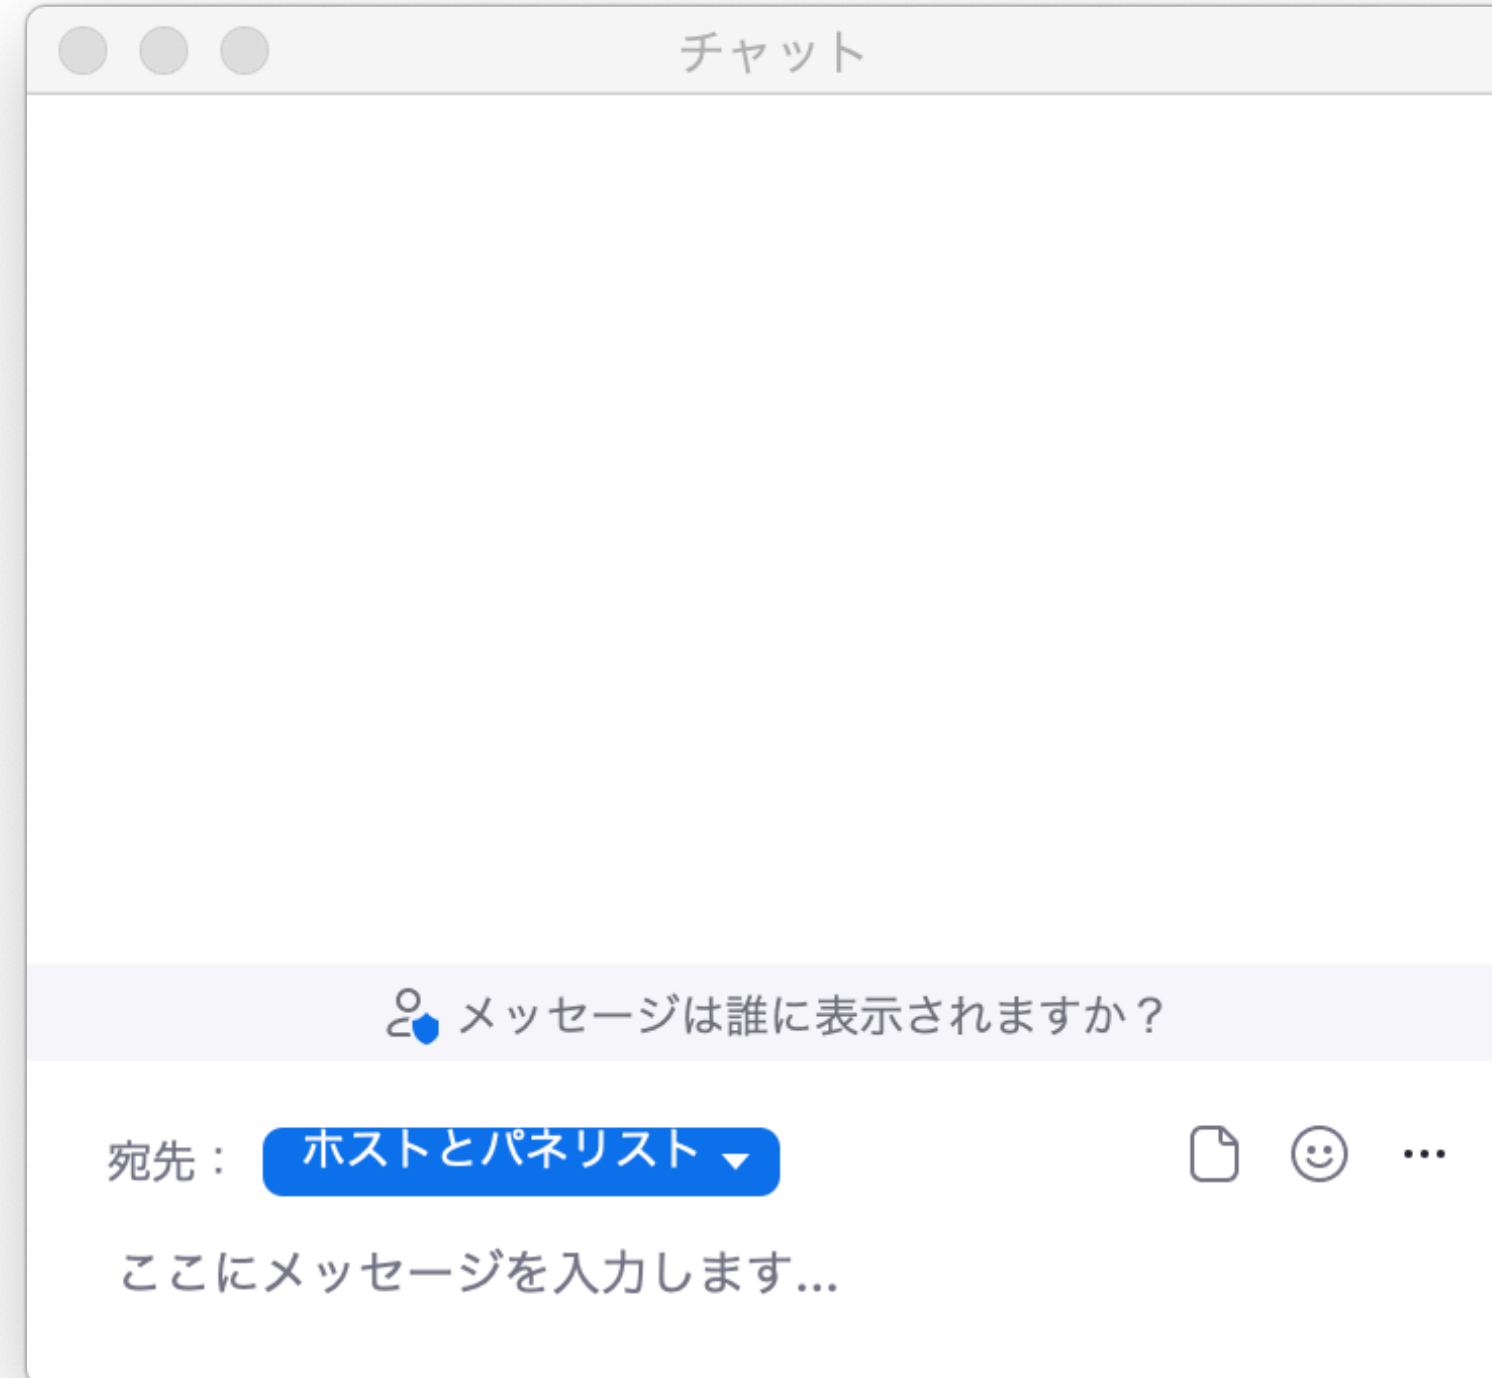 チャット
メッセージは誰に表示されますか？
宛先： ホストとパネリスト
ここにメッセージを入力します...